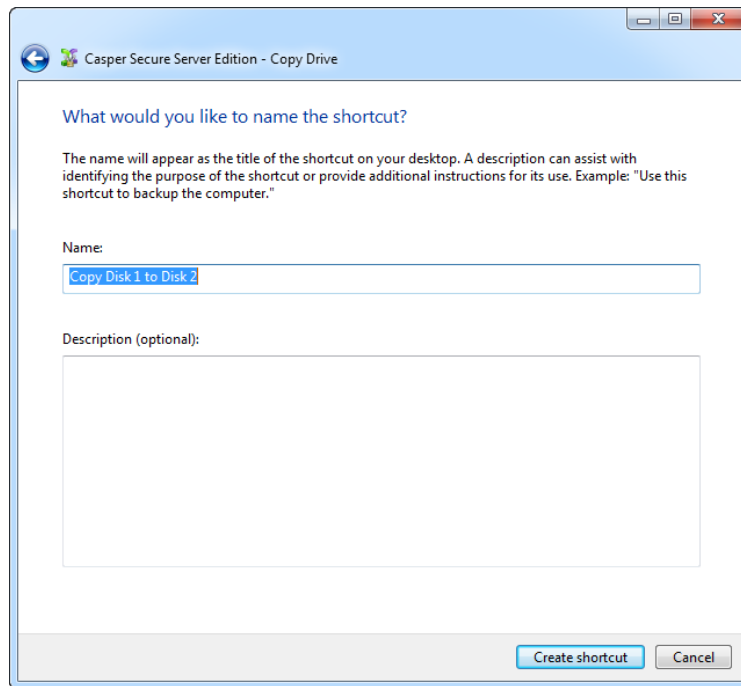 Casper Secure Server Edition - Copy Drive
What would you like to name the shortcut?
The name will appear as the title of the shortcut on your desktop. A description can assist with
identifying the purpose of the shortcut or provide additional instructions for its use. Example: "Use this
shortcut to backup the computer."
Name:
Copy Disk 1 to Disk 2
Description (optional):
Create shortcut
Cancel